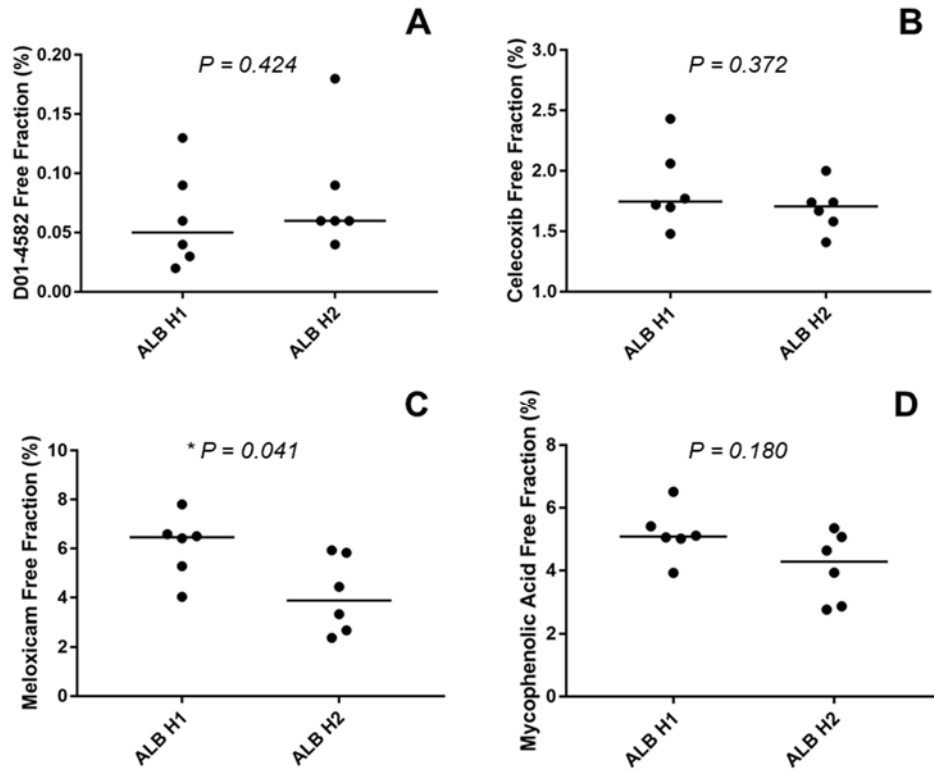 A
D01-4582 Free Fraction (%)
P = 0.424
0.20
0.15
0.10
0.05
0.00
ALB H1
ALB H2
B
Celecoxib Free Fraction (%)
P = 0.372
3.0
2.5
2.0
1.5
1.0
ALB H1
ALB H2
C
Meloxicam Free Fraction (%)
* P = 0.041
10
8
6
4
2
0
ALB H1
ALB H2
D
Mycophenolic Acid Free Fraction (%)
P = 0.180
8
6
4
2
0
ALB H1
ALB H2